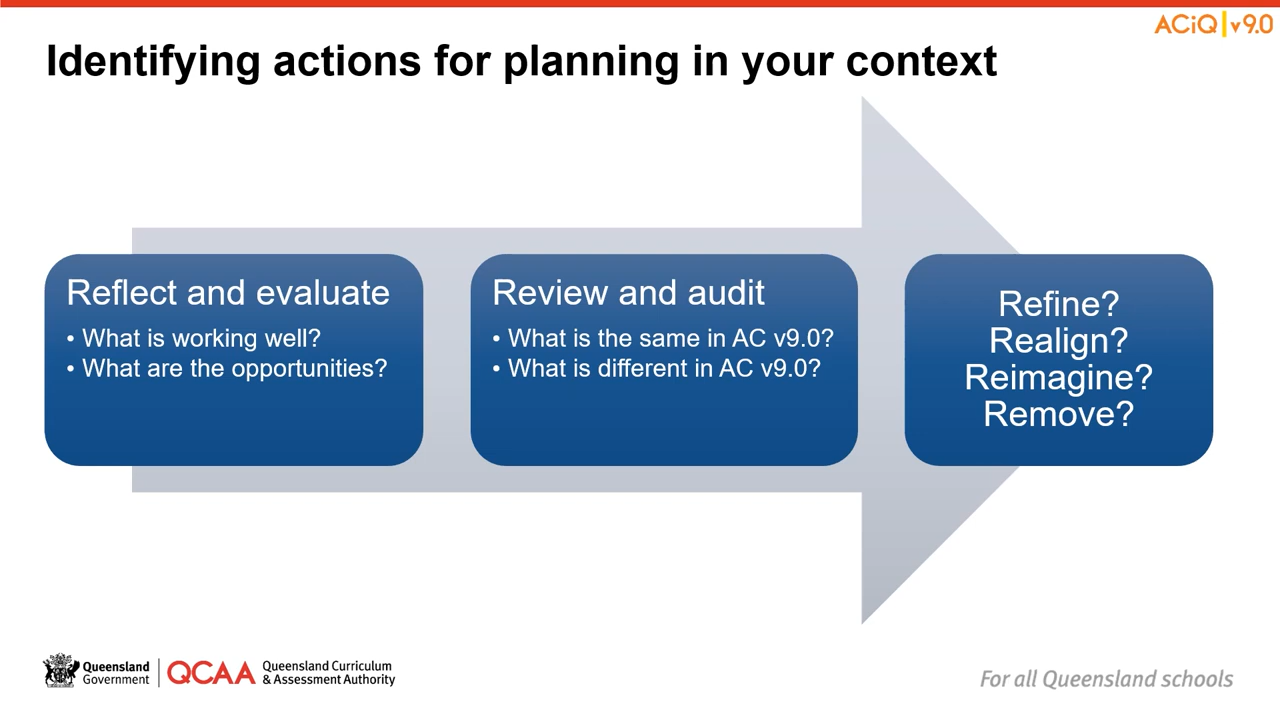 ACiQ|v9.0
Identifying actions for planning in your context
Reflect and evaluate
• What is working well?
• What are the opportunities?
Review and audit
• What is the same in AC v9.0?
• What is different in AC v9.0?
Refine?
Realign?
Reimagine?
Remove?
Queensland
Government
QCAA
Queensland Curriculum
& Assessment Authority
For all Queensland schools